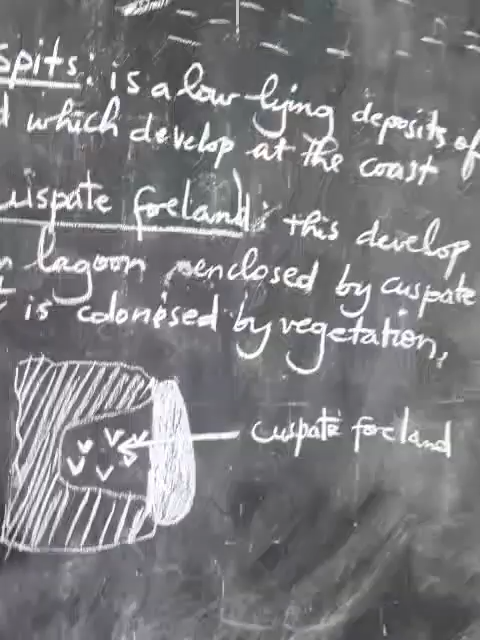 Spits: is a low lying deposits of
which develop at the coast
uspate foreland: this develop
lagoon enclosed by cuspate
is colonised by vegetation,
cuspate foreland